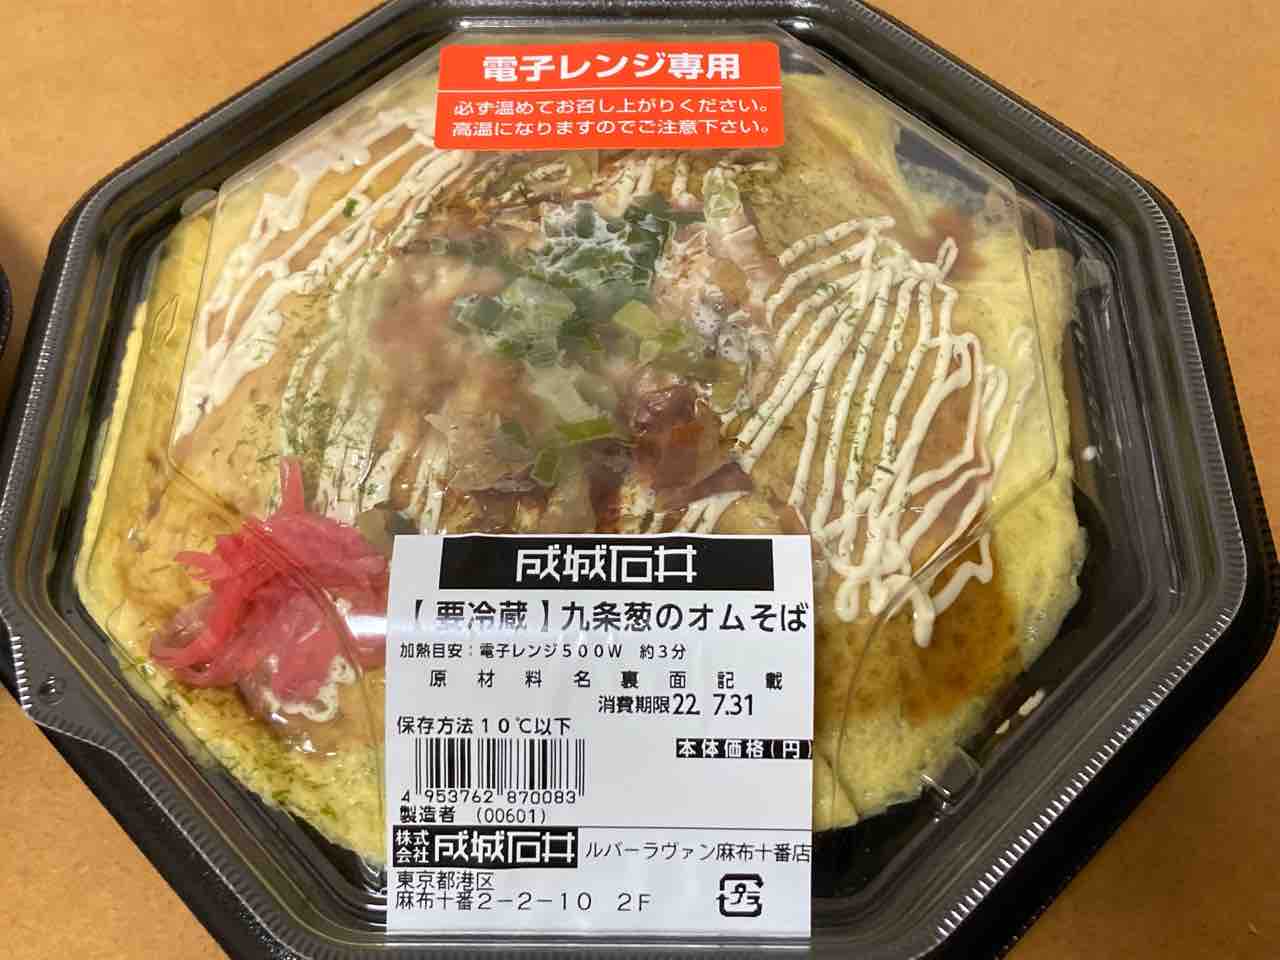 電子レンジ専用
必ず温めてお召し上がりください。
高温になりますのでご注意下さい。
成城石井
【要冷蔵】九条葱のオムそば
加熱目安：電子レンジ５００Ｗ　約３分
原材料名裏面記載
消費期限22. 7.31
保存方法１０℃以下
本体価格(円)
4 953762 870083
製造者 (00601)
株式会社 成城石井 ルバーラヴァン麻布十番店
東京都港区
麻布十番２－２－１０　２Ｆ
プラ